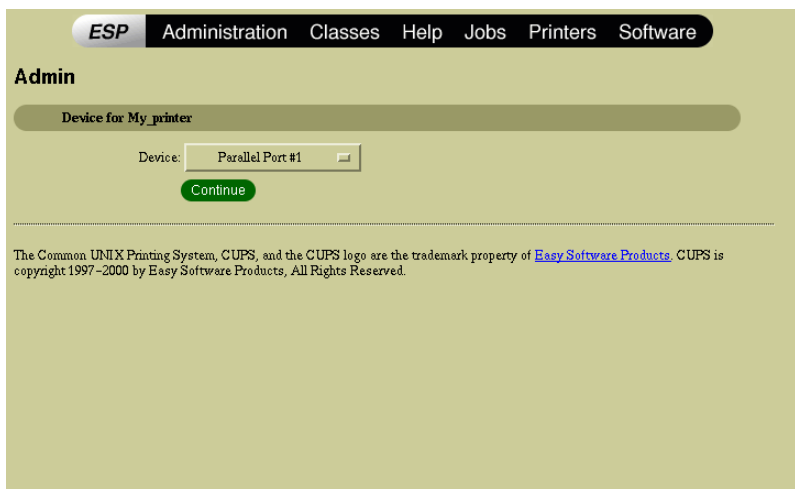 ESP Administration Classes Help Jobs Printers Software
Admin
Device for My_printer
Device: Parallel Port #1
Continue
The Common UNIX Printing System, CUPS, and the CUPS logo are the trademark property of Easy Software Products. CUPS is
copyright 1997-2000 by Easy Software Products, All Rights Reserved.